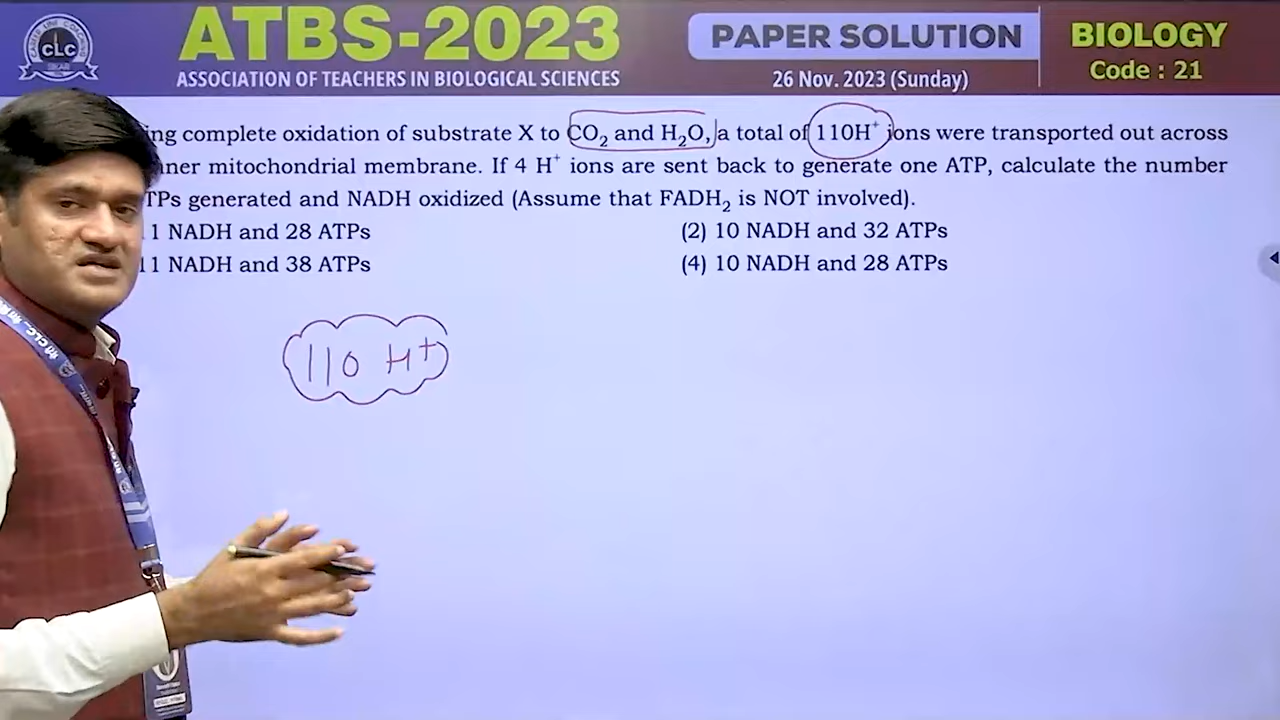 ATBS-2023
ASSOCIATION OF TEACHERS IN BIOLOGICAL SCIENCES
PAPER SOLUTION
26 Nov. 2023 (Sunday)
BIOLOGY
Code : 21
CLC
complete oxidation of substrate X to CO₂ and H₂O, a total of 110H⁺ ions were transported out across
mitochondrial membrane. If 4 H⁺ ions are sent back to generate one ATP, calculate the number
generated and NADH oxidized (Assume that FADH₂ is NOT involved).
NADH and 28 ATPs
(2) 10 NADH and 32 ATPs
11 NADH and 38 ATPs
(4) 10 NADH and 28 ATPs
110 H⁺